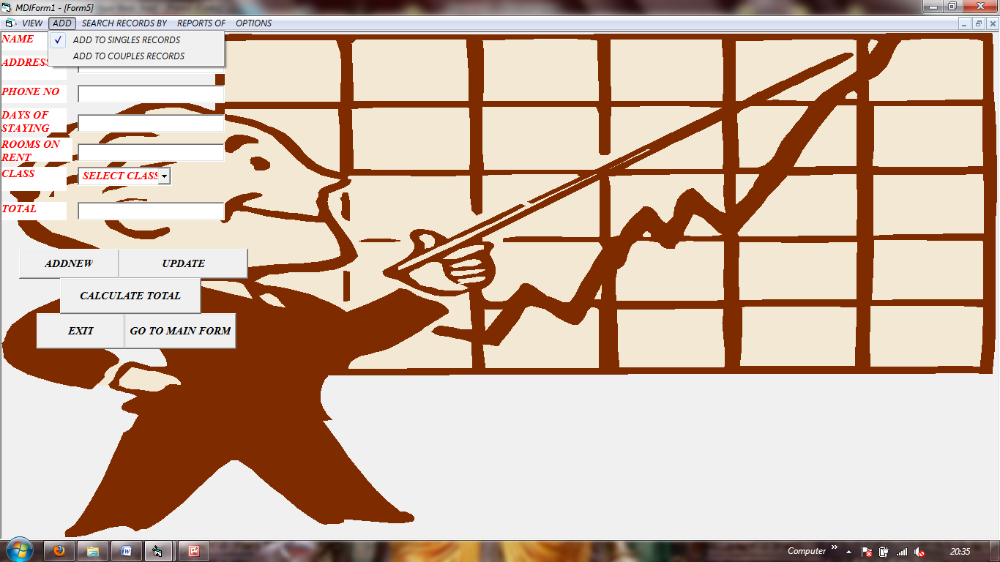 MDIForm1 - [Form5]
VIEW ADD SEARCH RECORDS BY REPORTS OF OPTIONS
ADD TO SINGLES RECORDS
ADD TO COUPLES RECORDS
NAME
ADDRESS
PHONE NO
DAYS OF
STAYING
ROOMS ON
RENT
CLASS SELECT CLASS
TOTAL
ADDNEW UPDATE
CALCULATE TOTAL
EXIT GO TO MAIN FORM
Computer » 20:35